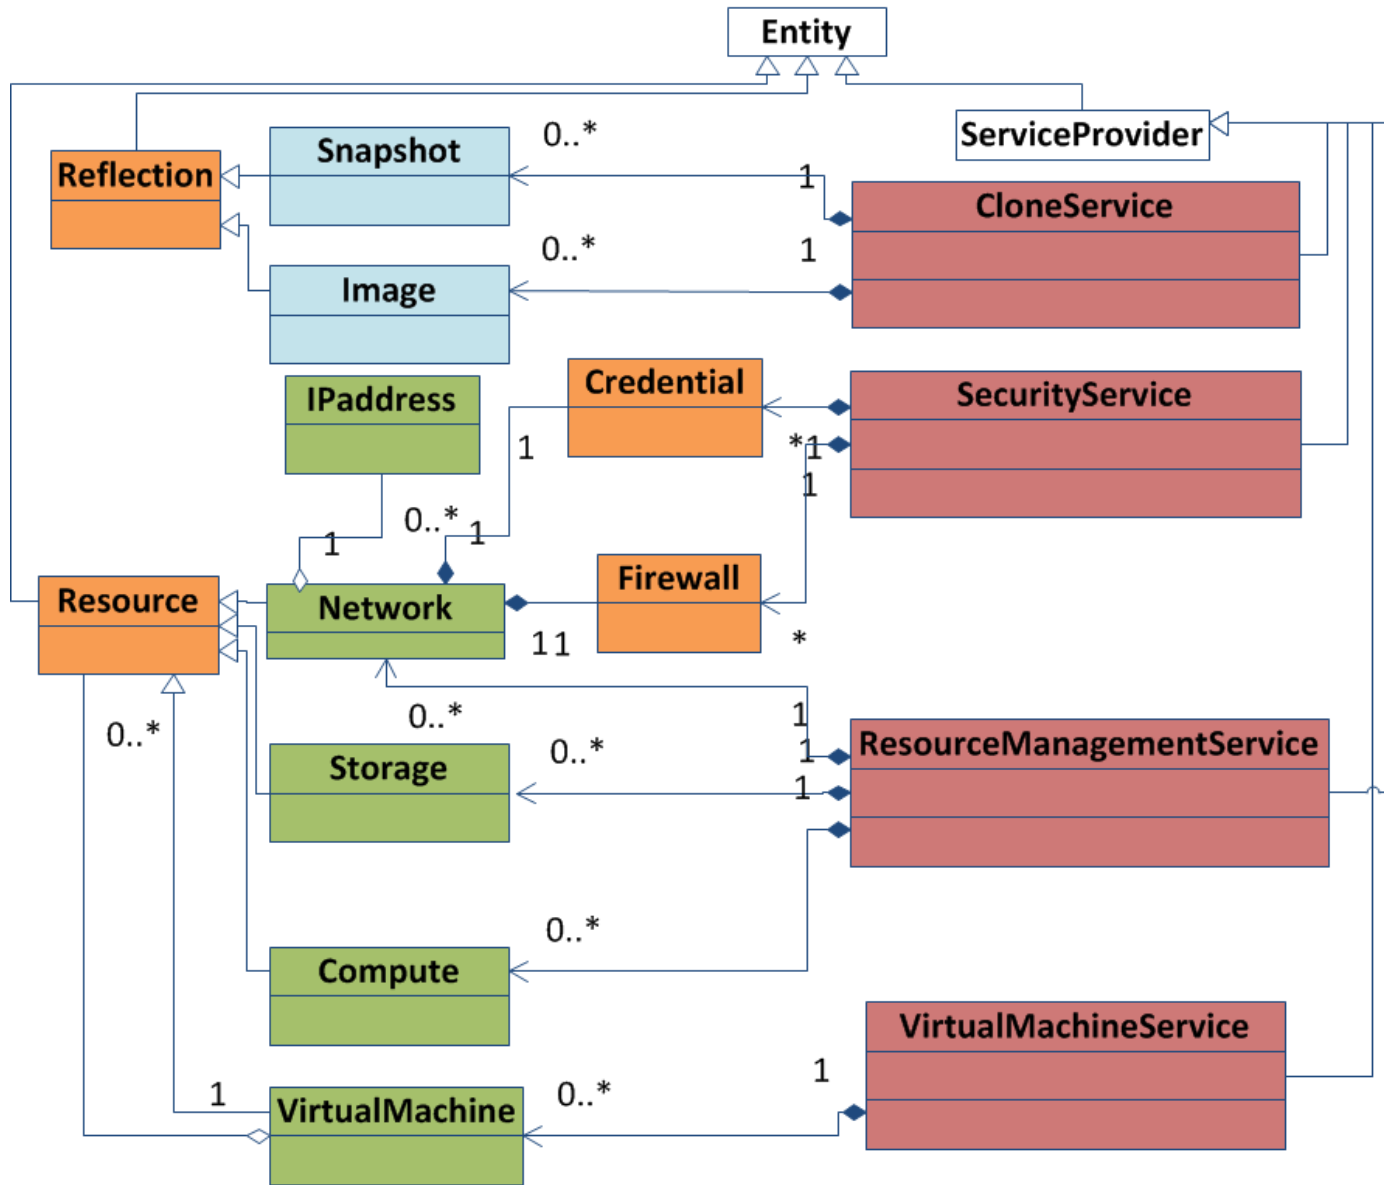 Entity
ServiceProvider
0..*
Snapshot
Reflection
1
CloneService
0..*
1
Image
Credential
SecurityService
IPaddress
1
*1
1
0..*
1
1
Firewall
Resource
Network
11
*
0..*
1
0..*
ResourceManagementService
0..*
1
Storage
1
0..*
Compute
VirtualMachineService
1
0..*
1
VirtualMachine